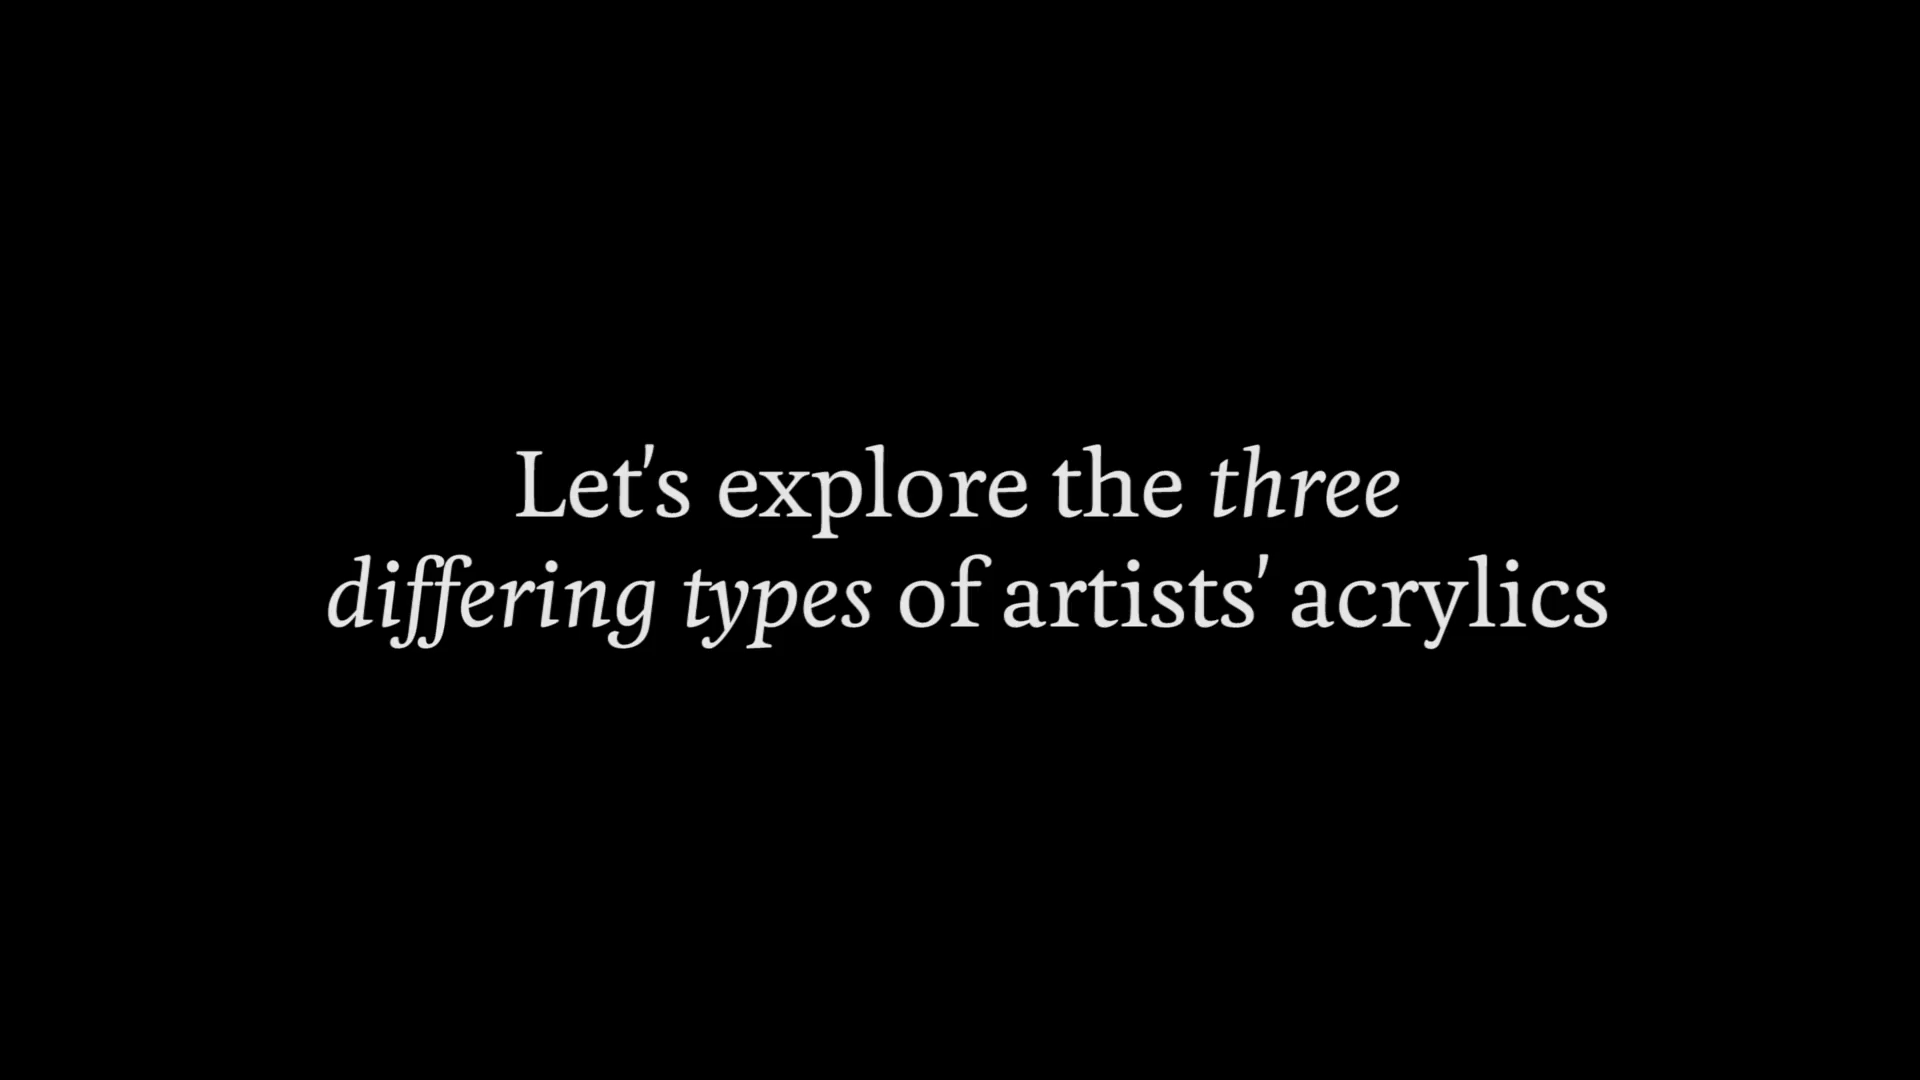 Let's explore the three
differing types of artists' acrylics